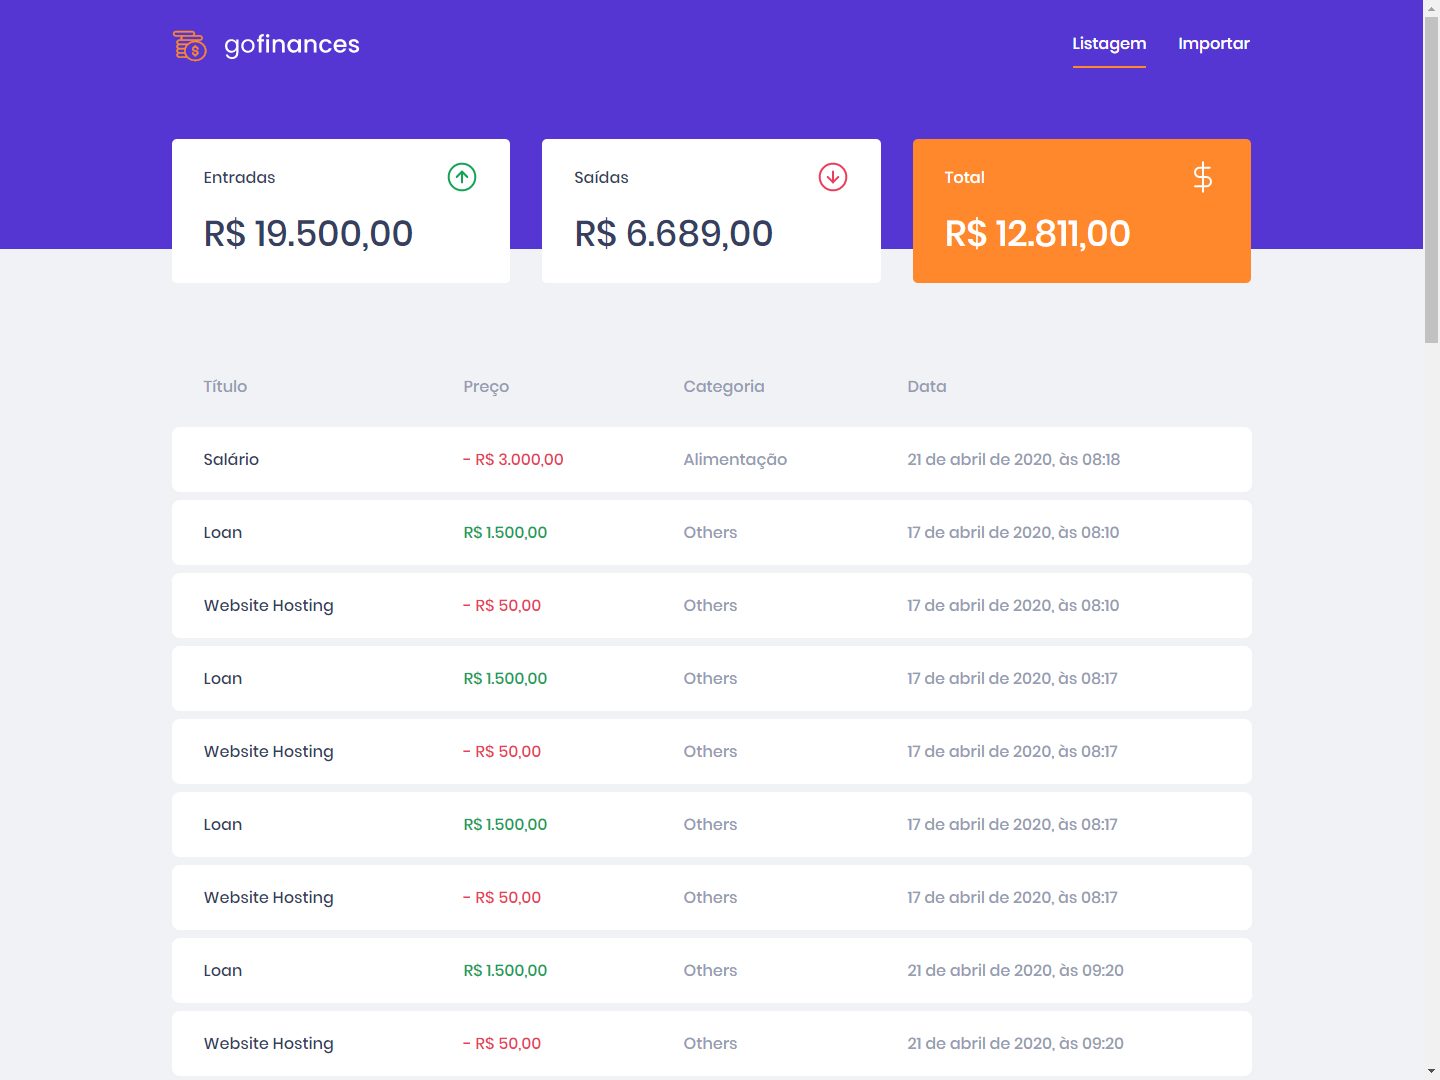 gofinances
Listagem Importar
Entradas
R$ 19.500,00
Saídas
R$ 6.689,00
Total
$
R$ 12.811,00
Título Preço Categoria Data
Salário - R$ 3.000,00 Alimentação 21 de abril de 2020, às 08:18
Loan R$ 1.500,00 Others 17 de abril de 2020, às 08:10
Website Hosting - R$ 50,00 Others 17 de abril de 2020, às 08:10
Loan R$ 1.500,00 Others 17 de abril de 2020, às 08:17
Website Hosting - R$ 50,00 Others 17 de abril de 2020, às 08:17
Loan R$ 1.500,00 Others 17 de abril de 2020, às 08:17
Website Hosting - R$ 50,00 Others 17 de abril de 2020, às 08:17
Loan R$ 1.500,00 Others 21 de abril de 2020, às 09:20
Website Hosting - R$ 50,00 Others 21 de abril de 2020, às 09:20